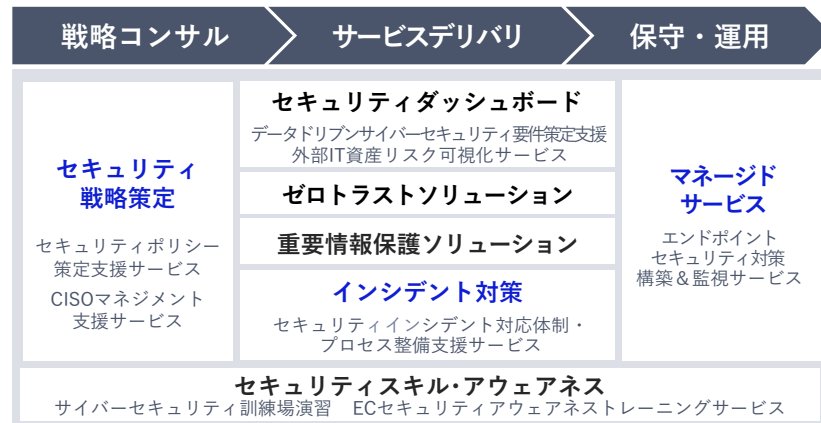 戦略コンサル
サービスデリバリ
保守・運用
セキュリティ
戦略策定
セキュリティポリシー
策定支援サービス
CISOマネジメント
支援サービス
セキュリティダッシュボード
データドリブンサイバーセキュリティ要件策定支援
外部IT資産リスク可視化サービス
ゼロトラストソリューション
重要情報保護ソリューション
インシデント対策
セキュリティインシデント対応体制・
プロセス整備支援サービス
マネージド
サービス
エンドポイント
セキュリティ対策
構築&監視サービス
セキュリティスキル・アウェアネス
サイバーセキュリティ訓練場演習 ECセキュリティアウェアネストレーニングサービス